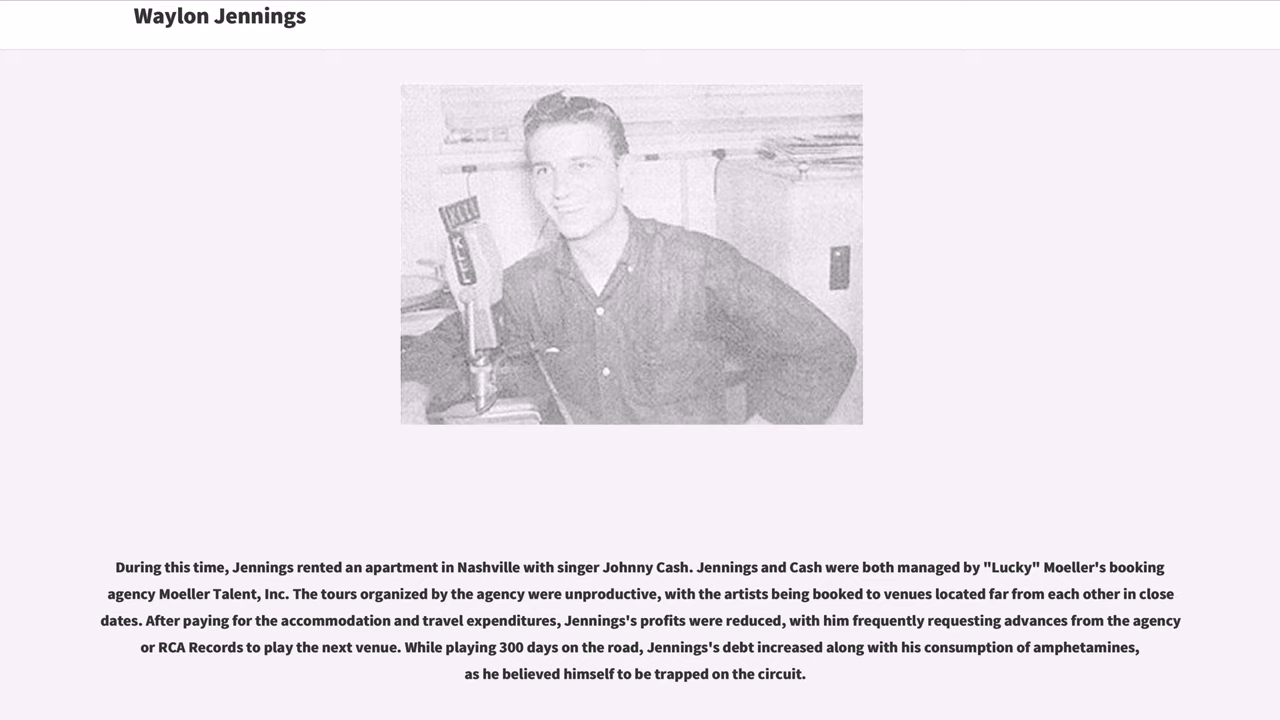 Waylon Jennings
KLLL
During this time, Jennings rented an apartment in Nashville with singer Johnny Cash. Jennings and Cash were both managed by "Lucky" Moeller's booking
agency Moeller Talent, Inc. The tours organized by the agency were unproductive, with the artists being booked to venues located far from each other in close
dates. After paying for the accommodation and travel expenditures, Jennings's profits were reduced, with him frequently requesting advances from the agency
or RCA Records to play the next venue. While playing 300 days on the road, Jennings's debt increased along with his consumption of amphetamines,
as he believed himself to be trapped on the circuit.